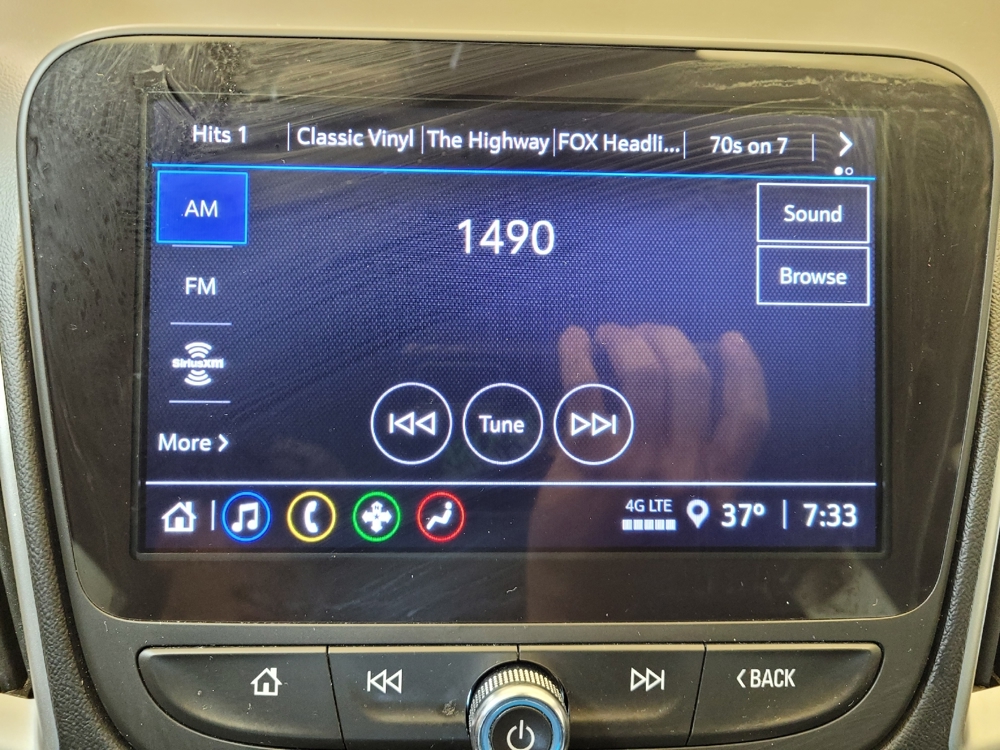 Hits 1 Classic Vinyl The Highway FOX Headli... 70s on 7
AM
1490
Sound
Browse
FM
SiriusXM
Tune
More
4G LTE 37° 7:33
BACK